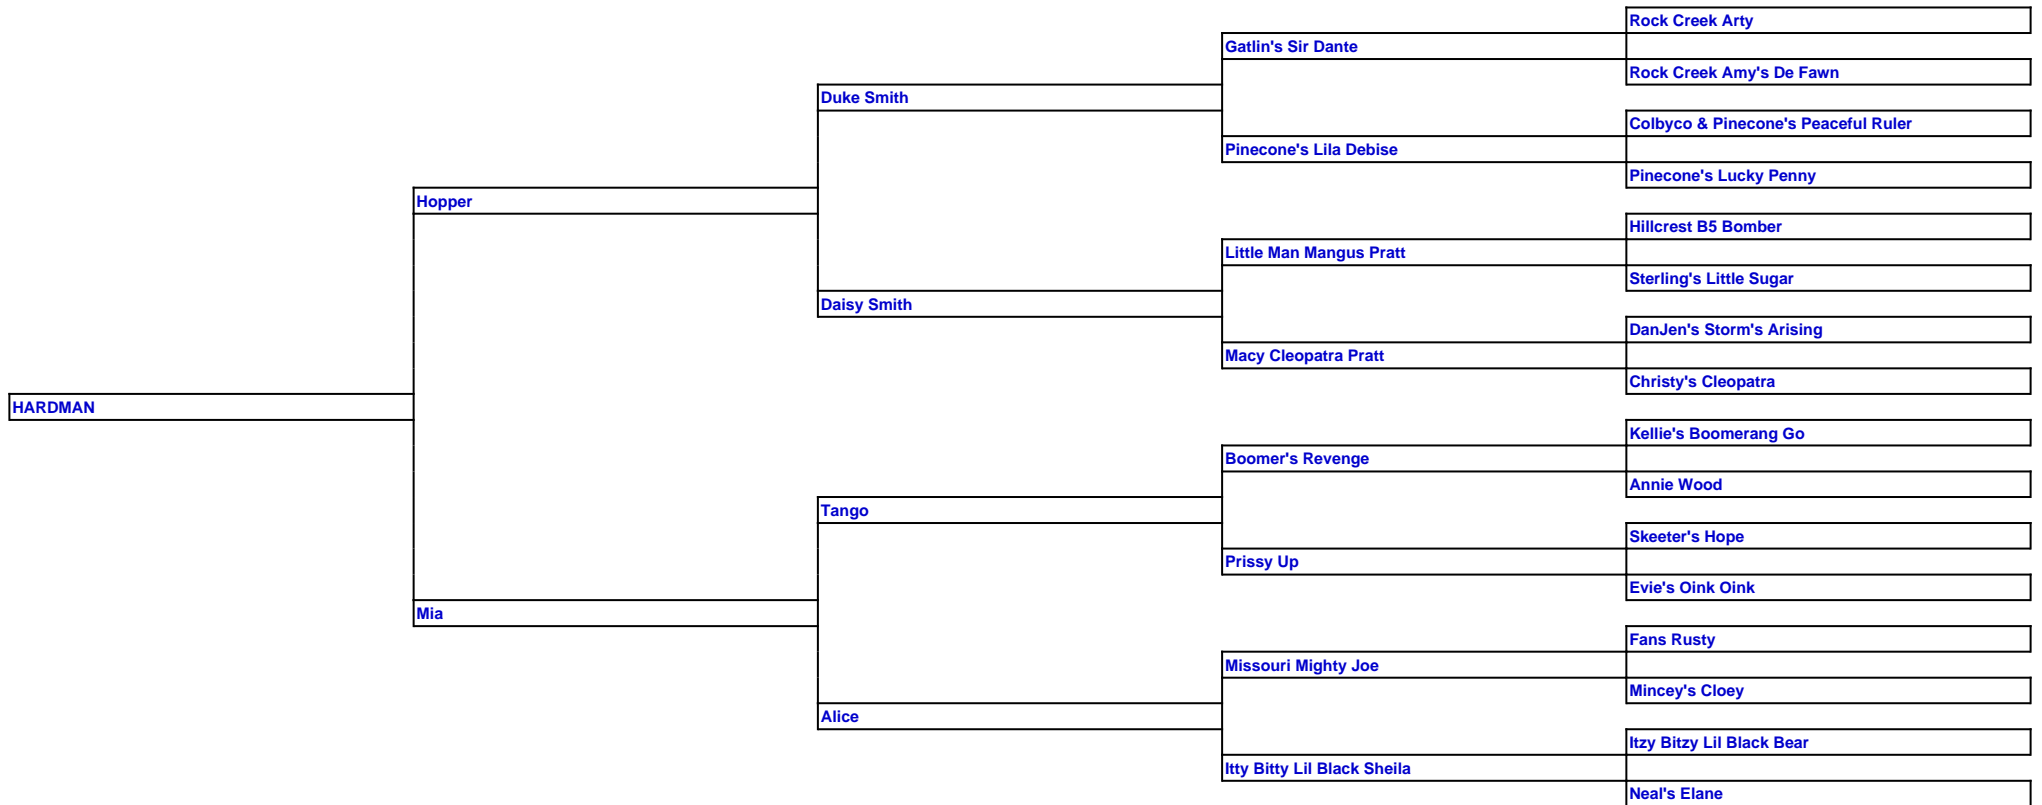 Rock Creek Arty
Gatlin's Sir Dante
Rock Creek Amy's De Fawn
Duke Smith
Colbyco & Pinecone's Peaceful Ruler
Pinecone's Lila Debise
Pinecone's Lucky Penny
Hopper
Hillcrest B5 Bomber
Little Man Mangus Pratt
Sterling's Little Sugar
Daisy Smith
DanJen's Storm's Arising
Macy Cleopatra Pratt
Christy's Cleopatra
HARDMAN
Kellie's Boomerang Go
Boomer's Revenge
Annie Wood
Tango
Skeeter's Hope
Prissy Up
Evie's Oink Oink
Mia
Fans Rusty
Missouri Mighty Joe
Mincey's Cloey
Alice
Itzy Bitzy Lil Black Bear
Itty Bitty Lil Black Sheila
Neal's Elane